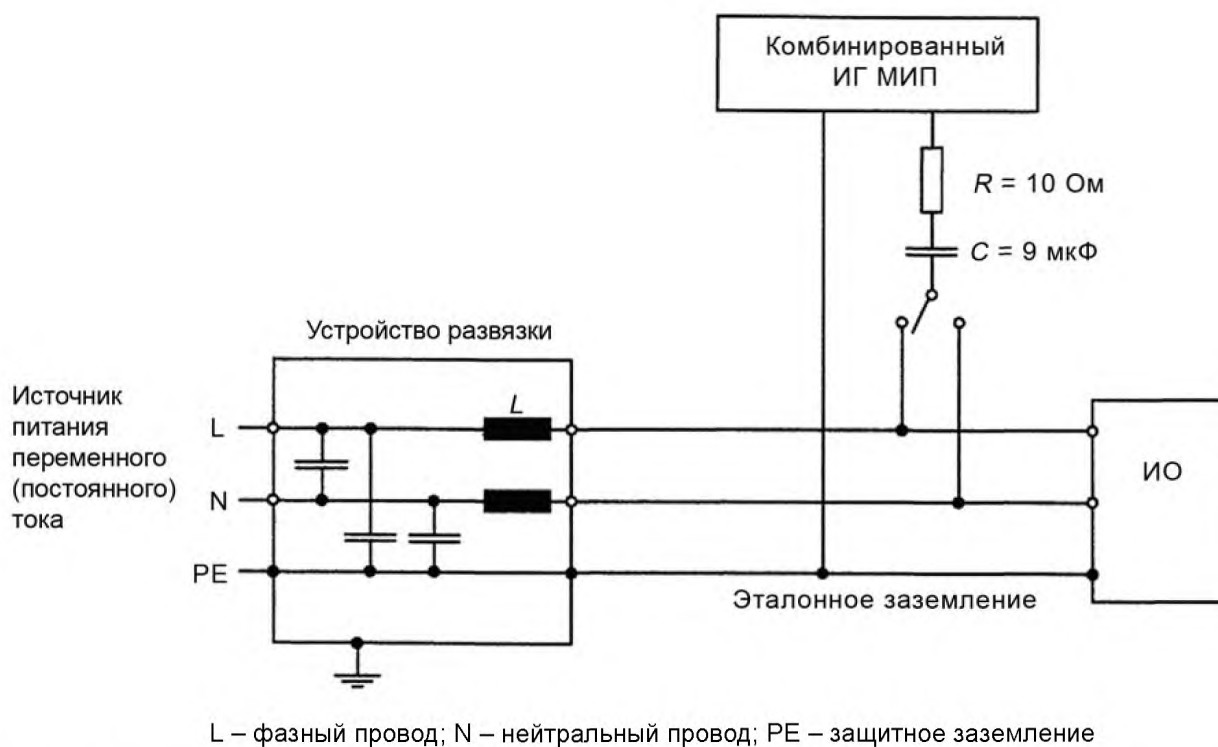 Комбинированный
ИГ МИП
R = 10 Ом
C = 9 мкФ
Устройство развязки
Источник
питания
переменного
(постоянного)
тока
L
L
N
ИО
PE
Эталонное заземление
L – фазный провод; N – нейтральный провод; PE – защитное заземление